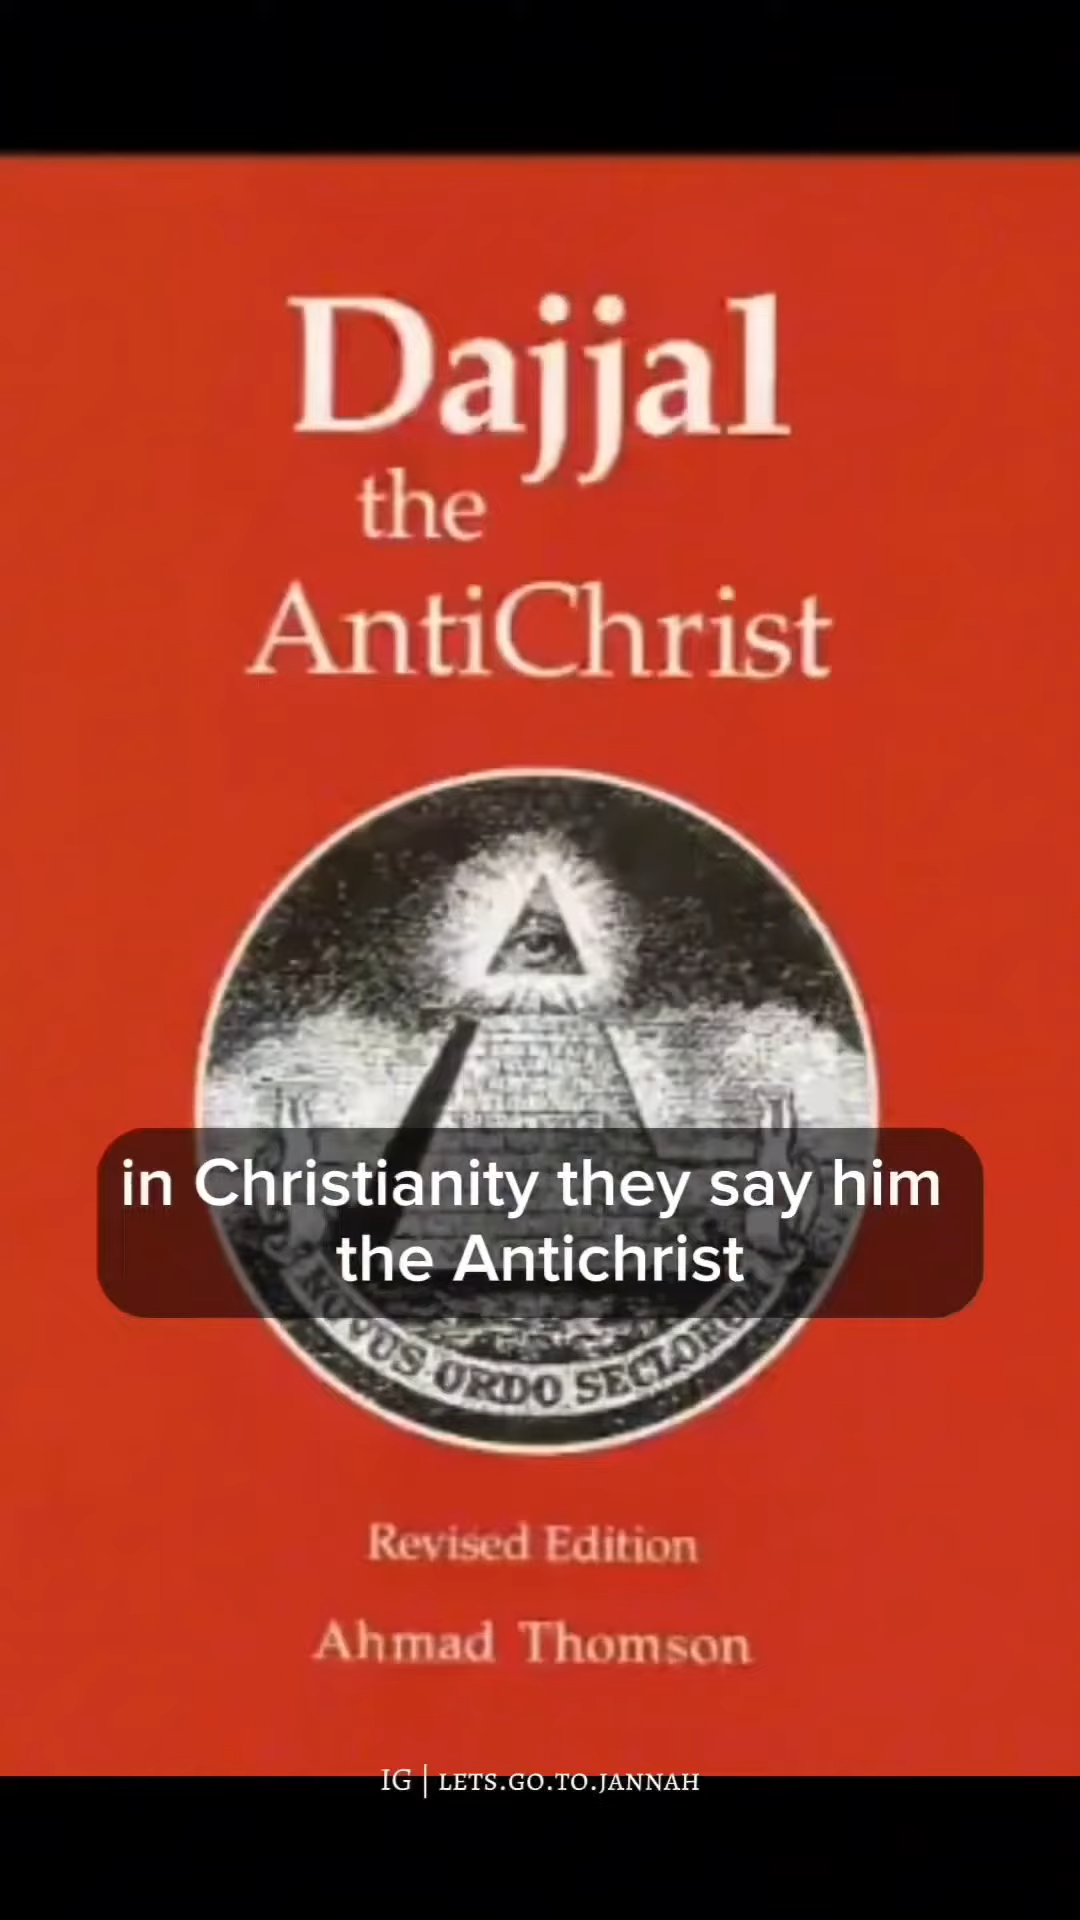 Dajjal
the
AntiChrist
in Christianity they say him
the Antichrist
NOVUS ORDO SECLORUM
Revised Edition
Ahmad Thomson
IG | LETS.GO.TO.JANNAH